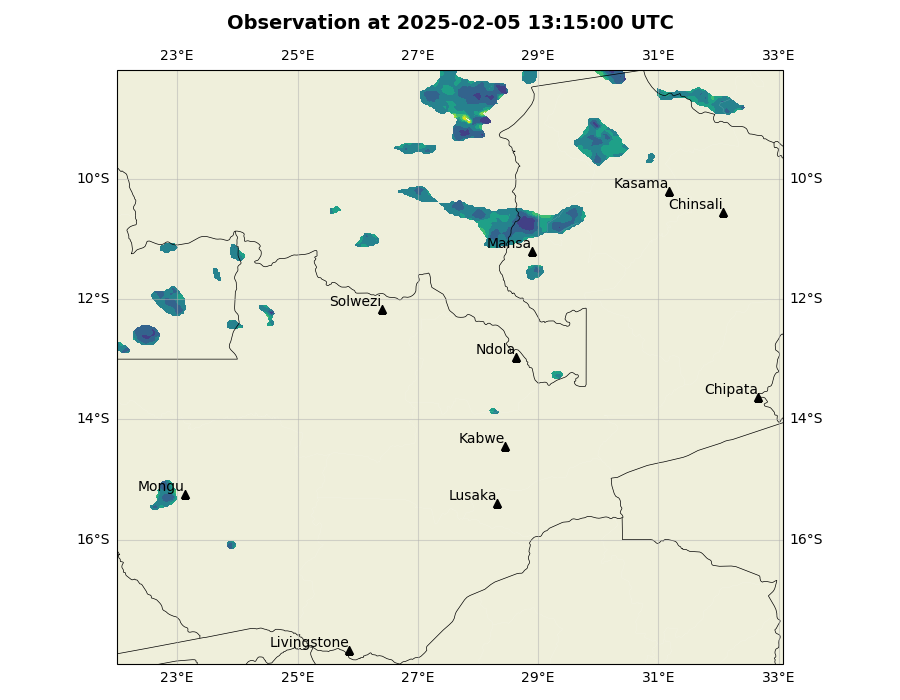 Observation at 2025-02-05 13:15:00 UTC
23°E 25°E 27°E 29°E 31°E 33°E
10°S 10°S
Kasama
Chinsali
Mansa
12°S 12°S
Solwezi
Ndola
Chipata
14°S 14°S
Kabwe
Mongu
Lusaka
16°S 16°S
Livingstone
23°E 25°E 27°E 29°E 31°E 33°E